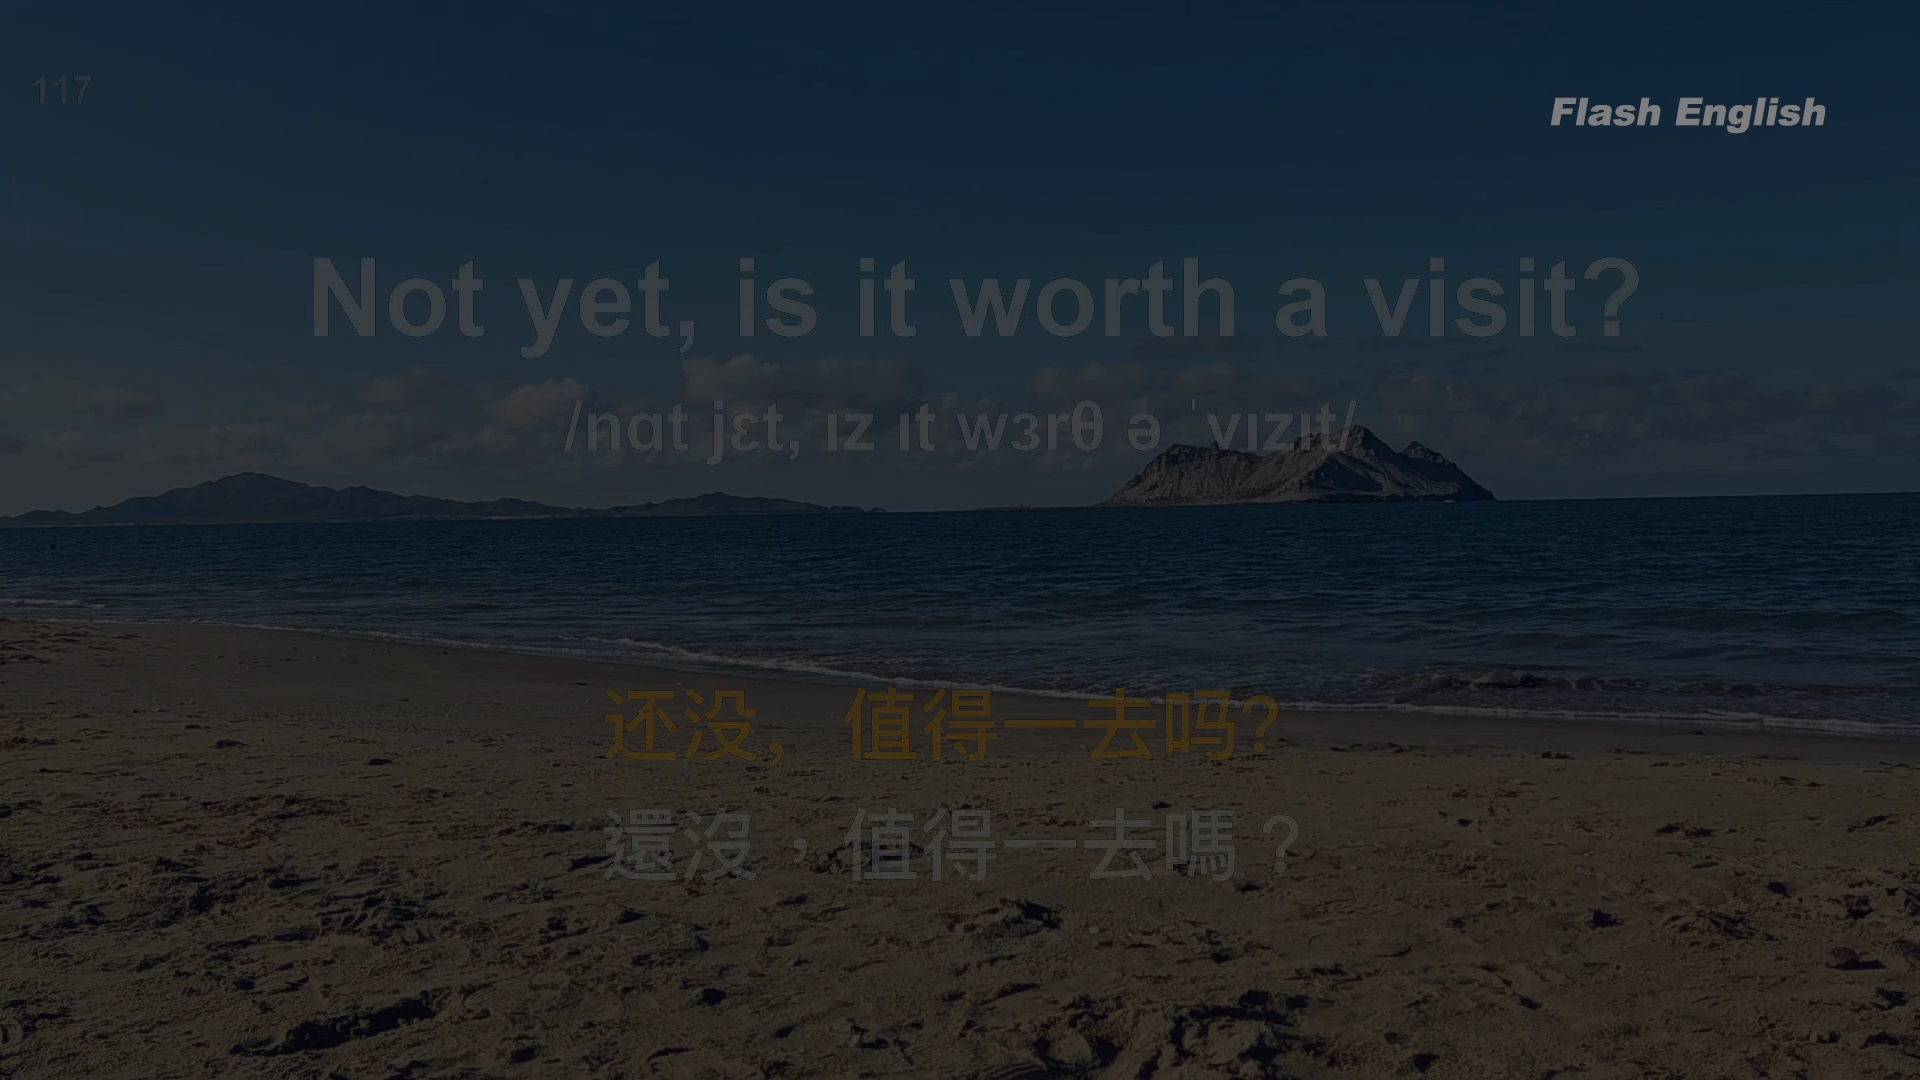 117
Flash English
Not yet, is it worth a visit?
/nɑt jɛt, ɪz ɪt wɜrθ ə ˈvɪzɪt/
还没，值得一去吗?
還沒，值得一去嗎？